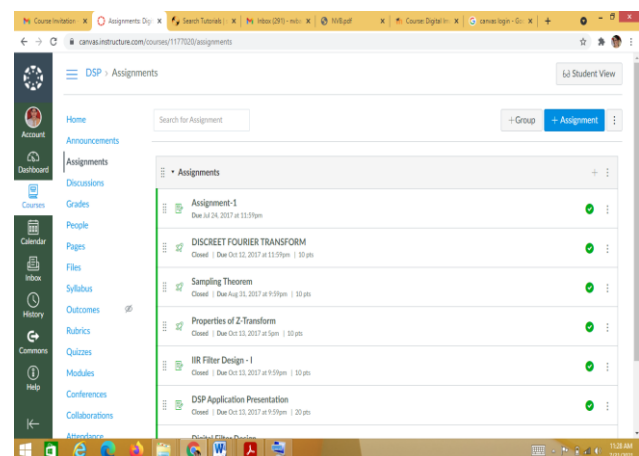 Course Invitation
Assignments: Dig
Search Tutorials |
Inbox (291) -
NVB.pdf
Course: Digital In
canvas login - Go
canvas.instructure.com/courses/1177020/assignments
DSP > Assignments
Student View
Account
Dashboard
Courses
Calendar
Inbox
History
Commons
Help
Home
Announcements
Assignments
Discussions
Grades
People
Pages
Files
Syllabus
Outcomes
Rubrics
Quizzes
Modules
Conferences
Collaborations
Attendance
Search for Assignment
+Group
+ Assignment
Assignments
Assignment-1
Due Jul 24, 2017 at 11:59pm
DISCREET FOURIER TRANSFORM
Closed | Due Oct 12, 2017 at 11:59pm | 10 pts
Sampling Theorem
Closed | Due Aug 31, 2017 at 9:59pm | 10 pts
Properties of Z-Transform
Closed | Due Oct 13, 2017 at 5pm | 10 pts
IIR Filter Design - I
Closed | Due Oct 13, 2017 at 9:59pm | 10 pts
DSP Application Presentation
Closed | Due Oct 13, 2017 at 9:59pm | 20 pts
Digital Filter Design
11:28 AM